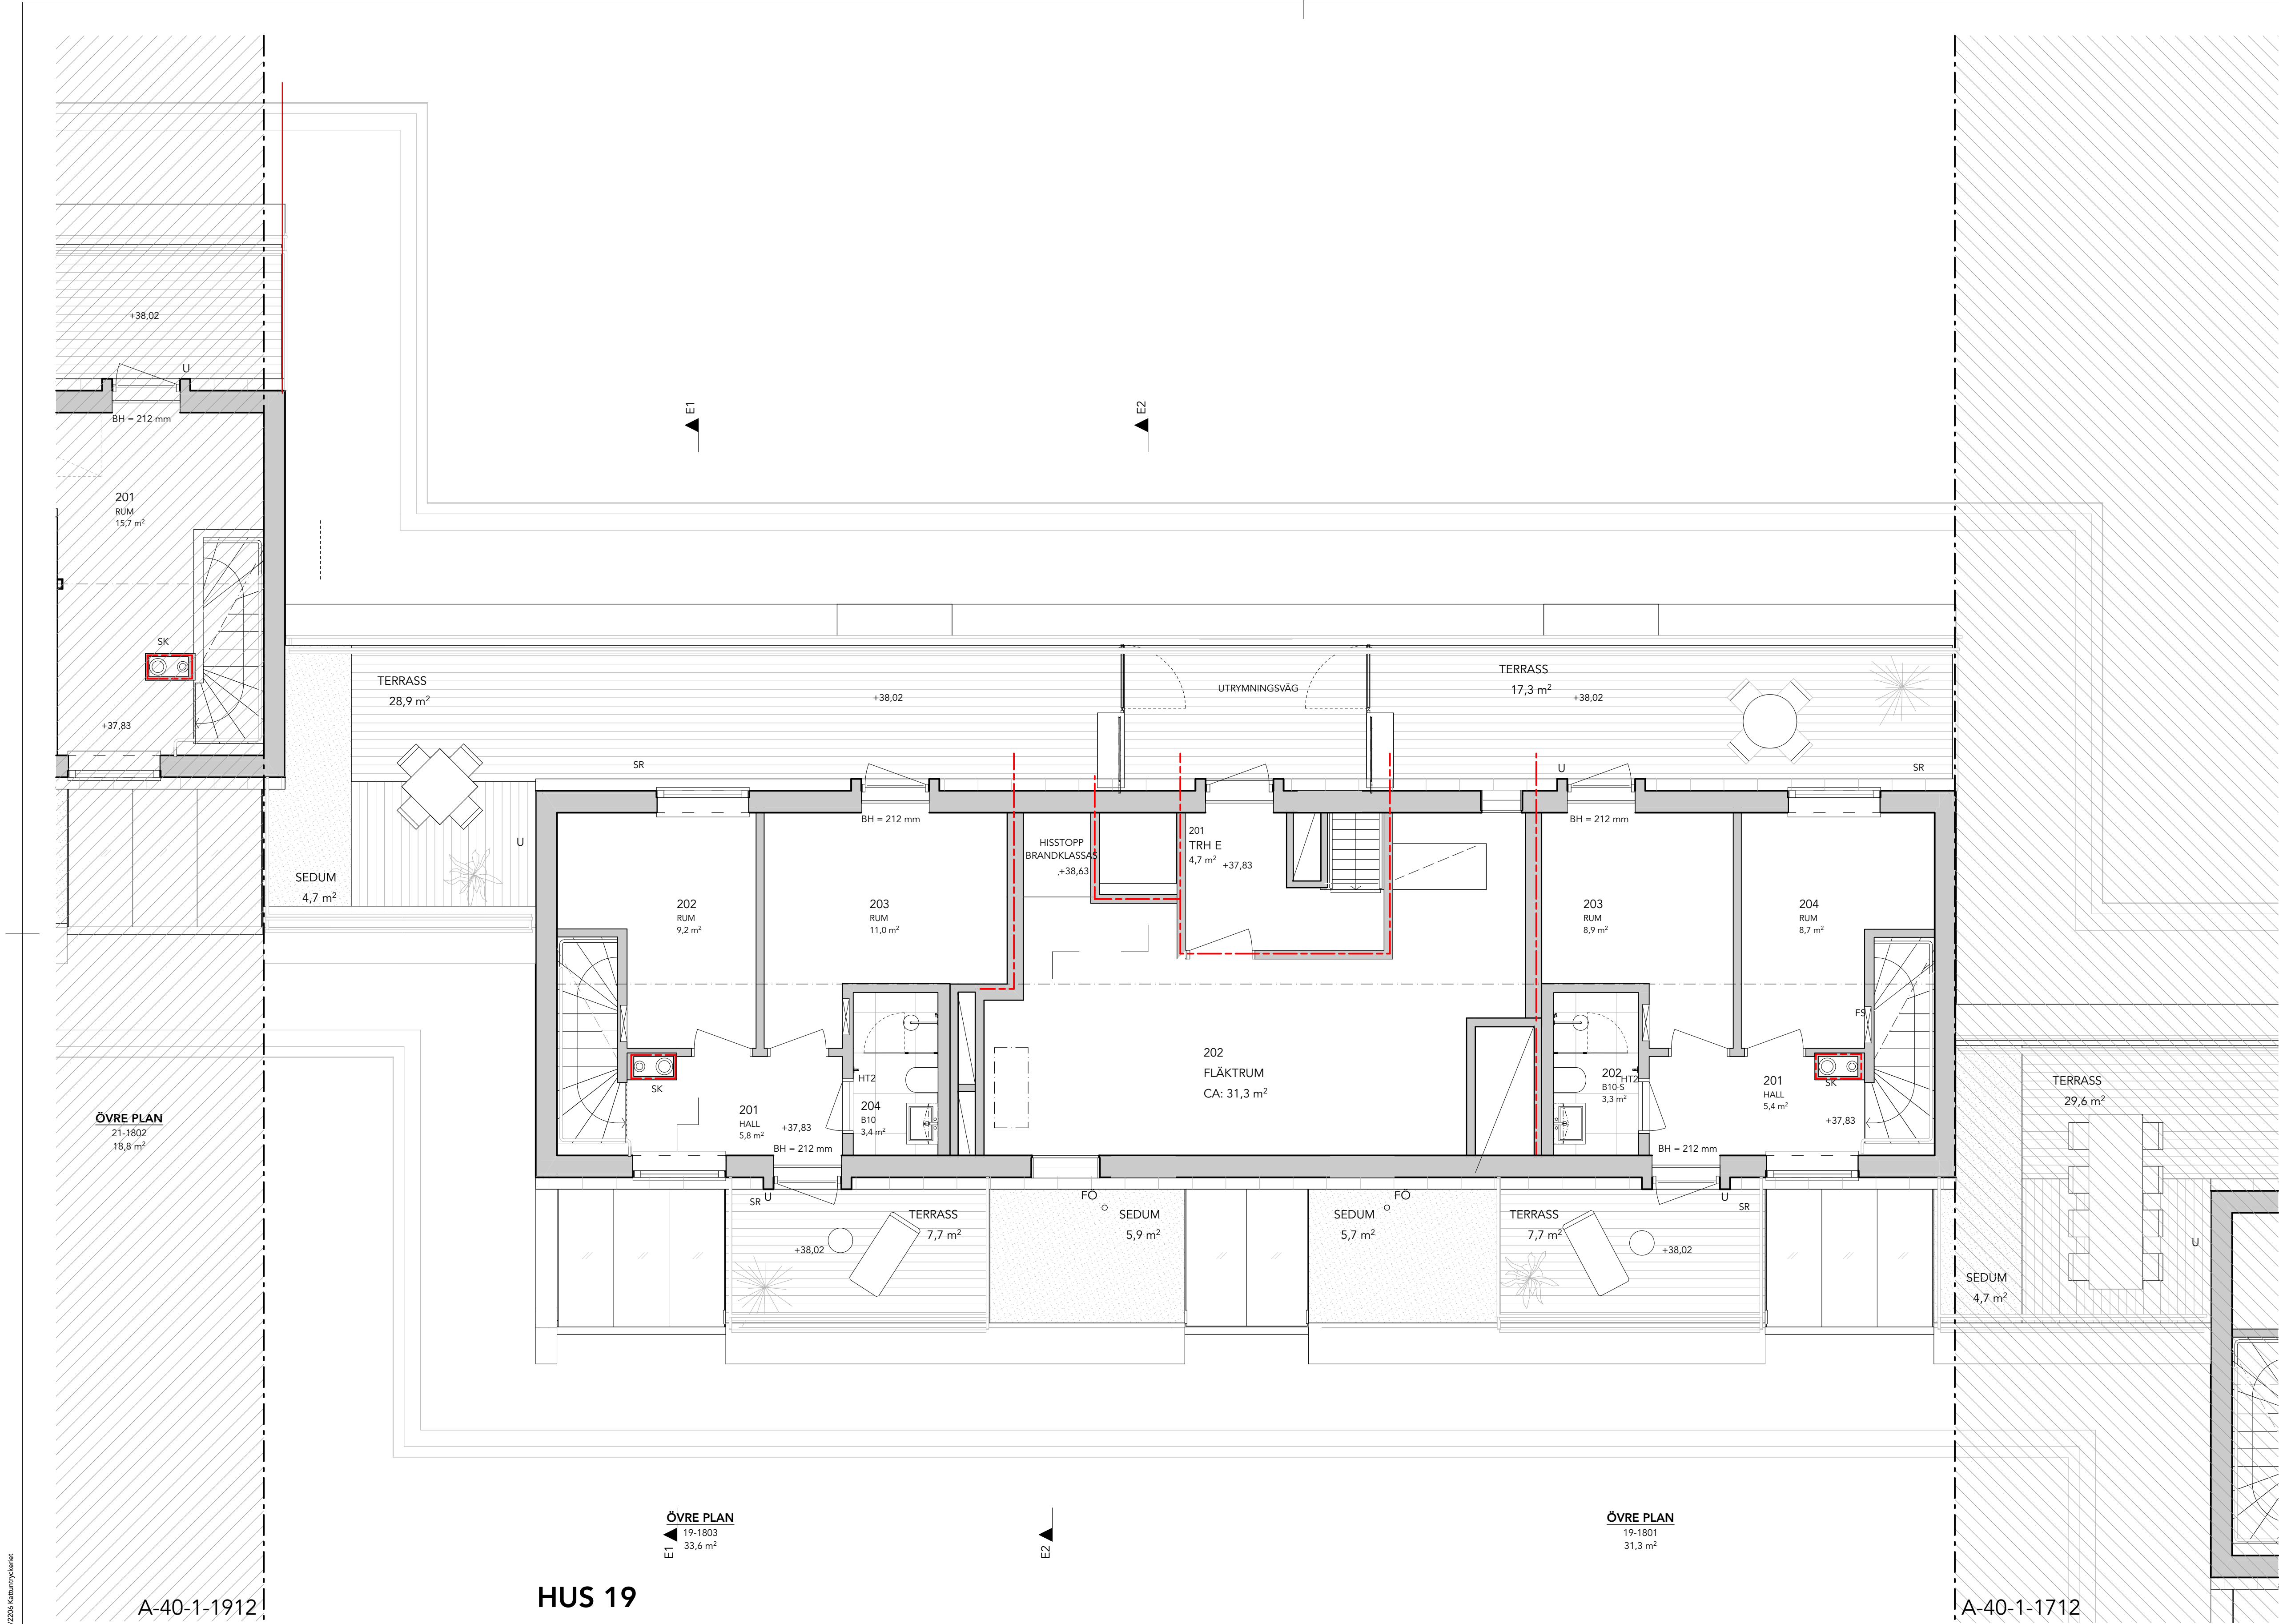 E1
E2
+38,02
U
BH = 212 mm
201
RUM
15,7 m²
SK
+37,83
TERRASS
28,9 m²
+38,02
UTRYMNINGSVÄG
TERRASS
17,3 m²
+38,02
SR
U
SR
U
SEDUM
4,7 m²
BH = 212 mm
HISSTOPP
BRANDKLASSAS
+38,63
201
TRH E
4,7 m²
+37,83
BH = 212 mm
202
RUM
9,2 m²
203
RUM
11,0 m²
203
RUM
8,9 m²
204
RUM
8,7 m²
FS
SK
HT2
201
HALL
5,8 m²
+37,83
BH = 212 mm
204
B10
3,4 m²
202
FLÄKTRUM
CA: 31,3 m²
202
B10-S
3,3 m²
HT2
201
HALL
5,4 m²
SK
+37,83
BH = 212 mm
TERRASS
29,6 m²
U
SEDUM
4,7 m²
ÖVRE PLAN
21-1802
18,8 m²
SR
U
TERRASS
7,7 m²
+38,02
FÖ
SEDUM
5,9 m²
FÖ
SEDUM
5,7 m²
TERRASS
7,7 m²
+38,02
U
SR
ÖVRE PLAN
19-1803
33,6 m²
E1
E2
ÖVRE PLAN
19-1801
31,3 m²
HUS 19
A-40-1-1912
A-40-1-1712
/2206 Kattuntryckeriet